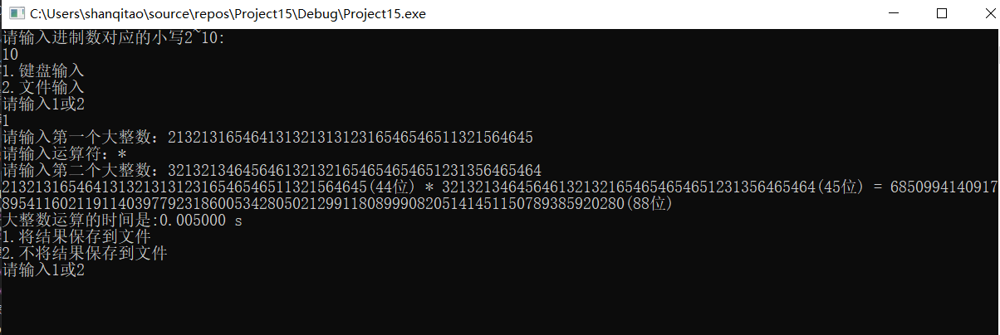 C:\Users\shanqitao\source\repos\Project15\Debug\Project15.exe
请输入进制数对应的小写2~10:
10
1.键盘输入
2.文件输入
请输入1或2
1
请输入第一个大整数：21321316546413132131312316546546511321564645
请输入运算符：*
请输入第二个大整数：321321346456461321321654654654651231356465464
21321316546413132131312316546546511321564645(44位) * 321321346456461321321654654654651231356465464(45位) = 6850994140917
895411602119114039779231860053428050212991180899908205141451150789385920280(88位)
大整数运算的时间是:0.005000 s
1.将结果保存到文件
2.不将结果保存到文件
请输入1或2